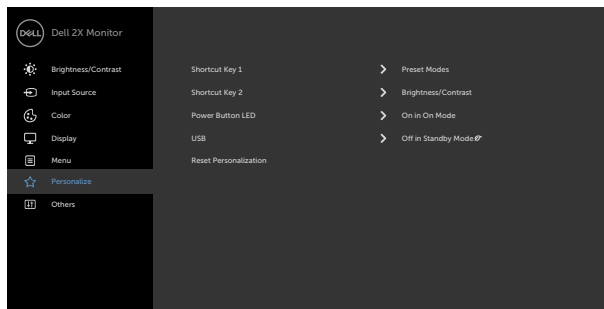 DELL Dell 2X Monitor
Brightness/Contrast
Input Source
Color
Display
Menu
Personalize
Others
Shortcut Key 1 Preset Modes
Shortcut Key 2 Brightness/Contrast
Power Button LED On in On Mode
USB Off in Standby Mode
Reset Personalization